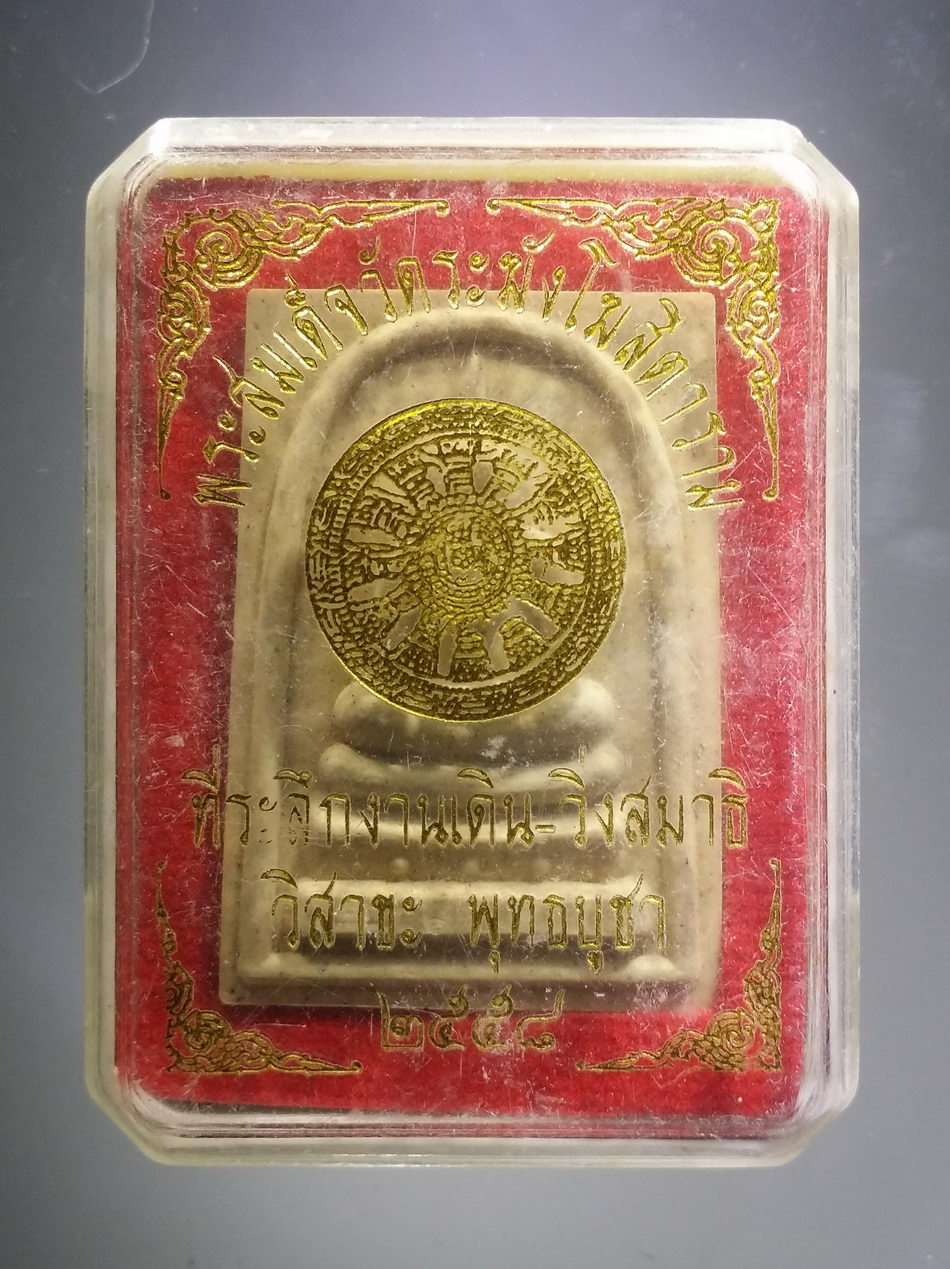 พระสมเด็จวัดระฆังโฆสิตาราม
ที่ระลึกงานเดิน-วิ่งสมาธิ
วิสาขะ พุทธบูชา
๒๕๕๘